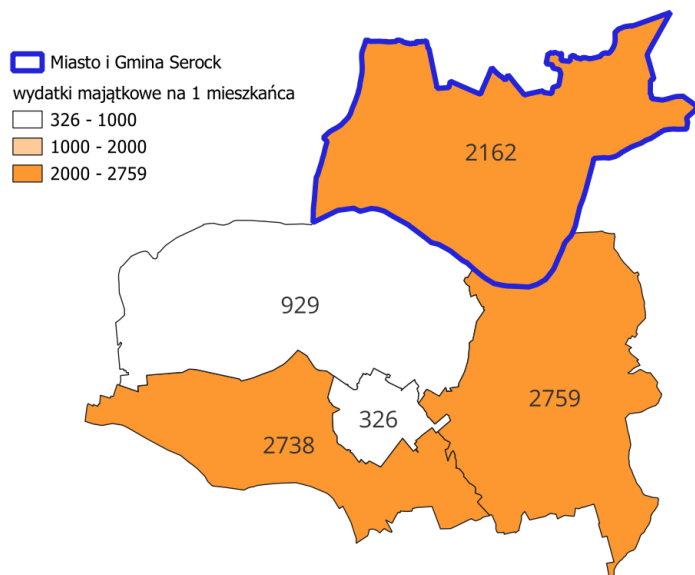 Miasto i Gmina Serock
wydatki majątkowe na 1 mieszkańca
326 - 1000
1000 - 2000
2000 - 2759
2162
929
2759
326
2738